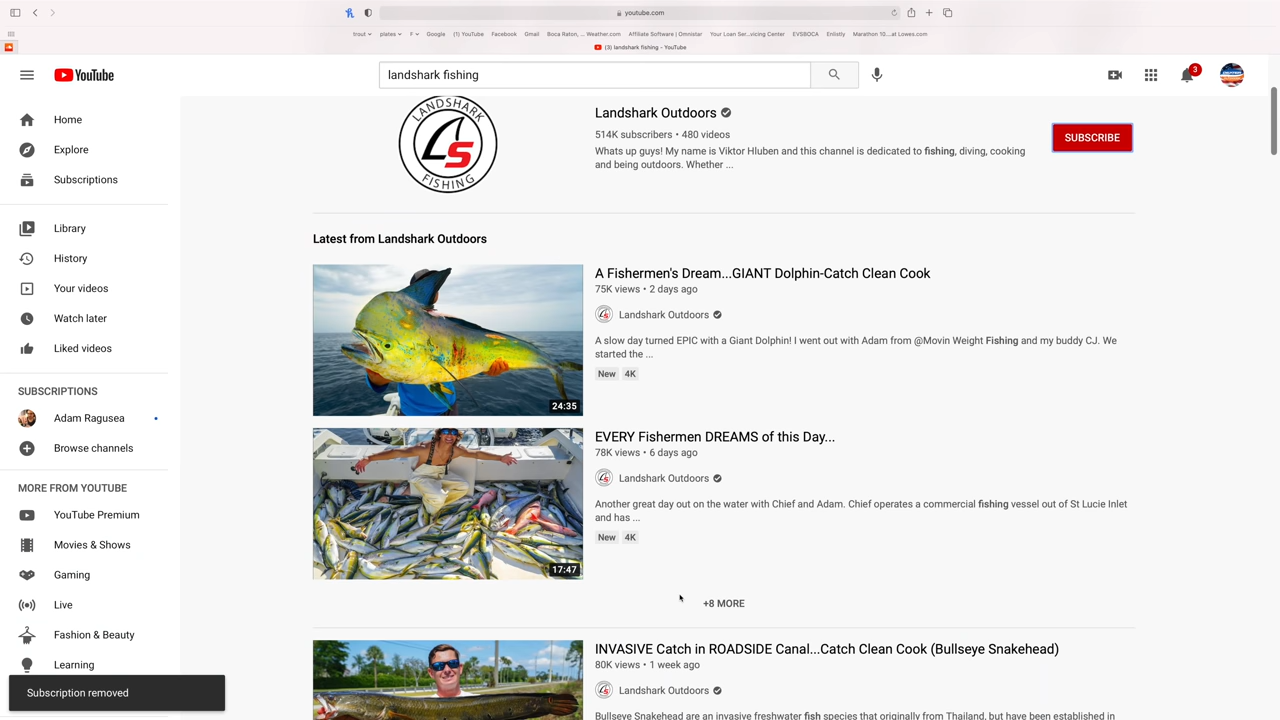 youtube.com
trout
plates
F
Google
(1) YouTube
Facebook
Gmail
Boca Raton, ... Weather.com
Affiliate Software | Omnistar
Your Loan Ser...vicing Center
EVSBOCA
Enlistly
Marathon 10....at Lowes.com
(3) landshark fishing - YouTube
YouTube
landshark fishing
3
Home
Explore
Subscriptions
Library
History
Your videos
Watch later
Liked videos
SUBSCRIPTIONS
Adam Ragusea
Browse channels
MORE FROM YOUTUBE
YouTube Premium
Movies & Shows
Gaming
Live
Fashion & Beauty
Learning
Subscription removed
LANDSHARK
LS
FISHING
Landshark Outdoors
514K subscribers • 480 videos
Whats up guys! My name is Viktor Hluben and this channel is dedicated to fishing, diving, cooking
and being outdoors. Whether ...
SUBSCRIBE
Latest from Landshark Outdoors
24:35
A Fishermen's Dream...GIANT Dolphin-Catch Clean Cook
75K views • 2 days ago
Landshark Outdoors
A slow day turned EPIC with a Giant Dolphin! I went out with Adam from @Movin Weight Fishing and my buddy CJ. We
started the ...
New 4K
17:47
EVERY Fishermen DREAMS of this Day...
78K views • 6 days ago
Landshark Outdoors
Another great day out on the water with Chief and Adam. Chief operates a commercial fishing vessel out of St Lucie Inlet
and has ...
New 4K
+8 MORE
INVASIVE Catch in ROADSIDE Canal...Catch Clean Cook (Bullseye Snakehead)
80K views • 1 week ago
Landshark Outdoors
Bullseye Snakehead are an invasive freshwater fish species that originally from Thailand, but have been established in